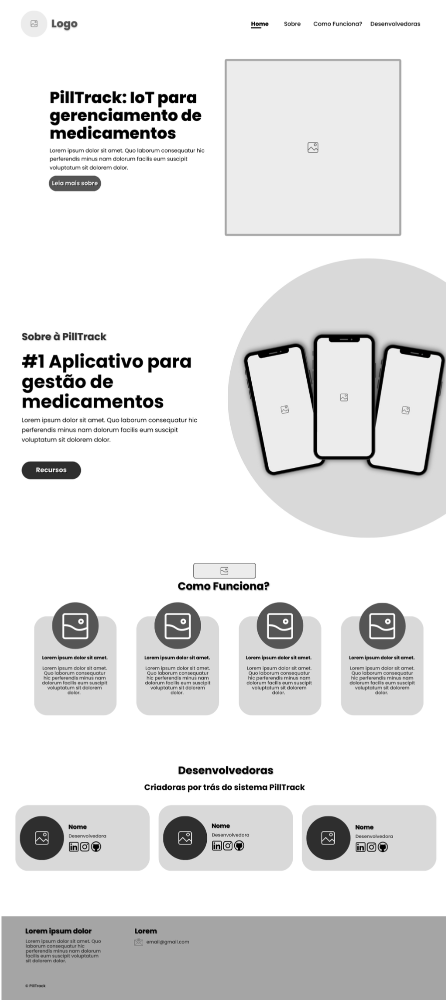 Logo
Home
Sobre
Como Funciona?
Desenvolvedoras
PillTrack: IoT para
gerenciamento de
medicamentos
Lorem ipsum dolor sit amet. Quo laborum consequatur hic
perferendis minus nam dolorum facilis eum suscipit
voluptatum sit dolorem dolor.
Leia mais sobre
Sobre à PillTrack
#1 Aplicativo para
gestão de
medicamentos
Lorem ipsum dolor sit amet. Quo laborum consequatur hic
perferendis minus nam dolorum facilis eum suscipit
voluptatum sit dolorem dolor.
Recursos
Como Funciona?
Lorem ipsum dolor sit amet.
Lorem ipsum dolor sit amet.
Quo laborum consequatur
hic perferendis minus nam
dolorum facilis eum suscipit
voluptatum sit dolorem
dolor.
Lorem ipsum dolor sit amet.
Lorem ipsum dolor sit amet.
Quo laborum consequatur
hic perferendis minus nam
dolorum facilis eum suscipit
voluptatum sit dolorem
dolor.
Lorem ipsum dolor sit amet.
Lorem ipsum dolor sit amet.
Quo laborum consequatur
hic perferendis minus nam
dolorum facilis eum suscipit
voluptatum sit dolorem
dolor.
Lorem ipsum dolor sit amet.
Lorem ipsum dolor sit amet.
Quo laborum consequatur
hic perferendis minus nam
dolorum facilis eum suscipit
voluptatum sit dolorem
dolor.
Desenvolvedoras
Criadoras por trás do sistema PillTrack
Nome
Desenvolvedora
in
Nome
Desenvolvedora
in
Nome
Desenvolvedora
in
Lorem ipsum dolor
Lorem ipsum dolor sit amet. Quo
laborum consequatur hic
perferendis minus nam dolorum
facilis eum suscipit voluptatum
sit dolorem dolor.
Lorem
email@gmail.com
© PillTrack